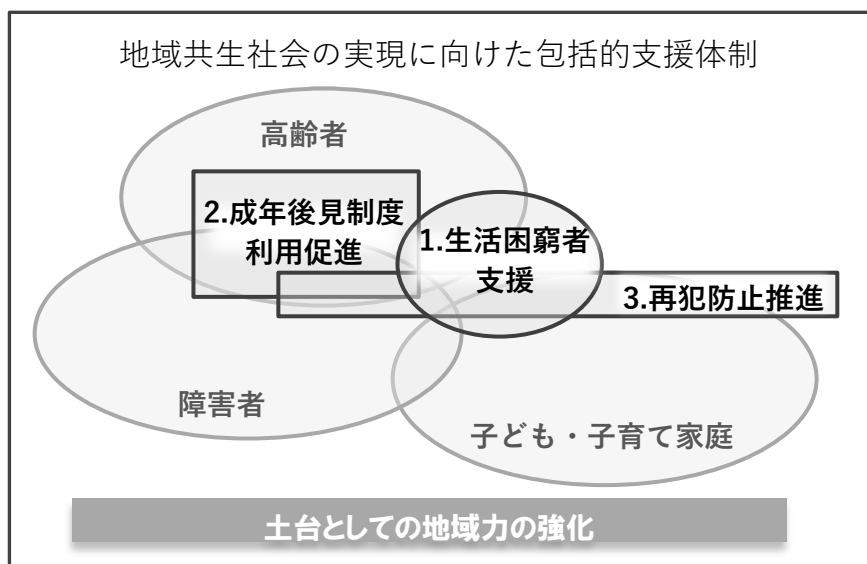 地域共生社会の実現に向けた包括的支援体制
高齢者
2.成年後見制度
利用促進
1.生活困窮者
支援
3.再犯防止推進
障害者
子ども・子育て家庭
土台としての地域力の強化